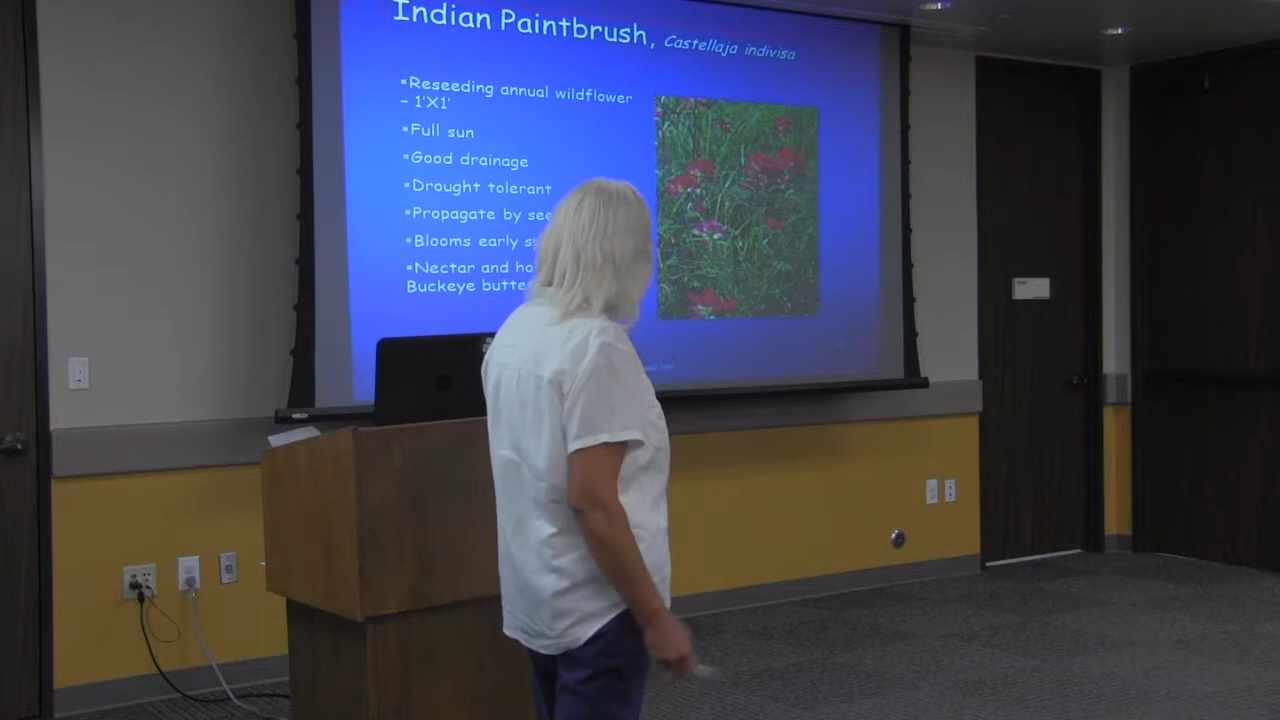 Indian Paintbrush, Castellaja indivisa
▪Reseeding annual wildflower
- 1'X1'
▪Full sun
▪Good drainage
▪Drought tolerant
▪Propagate by
▪Blooms early
▪Nectar and
Buckeye